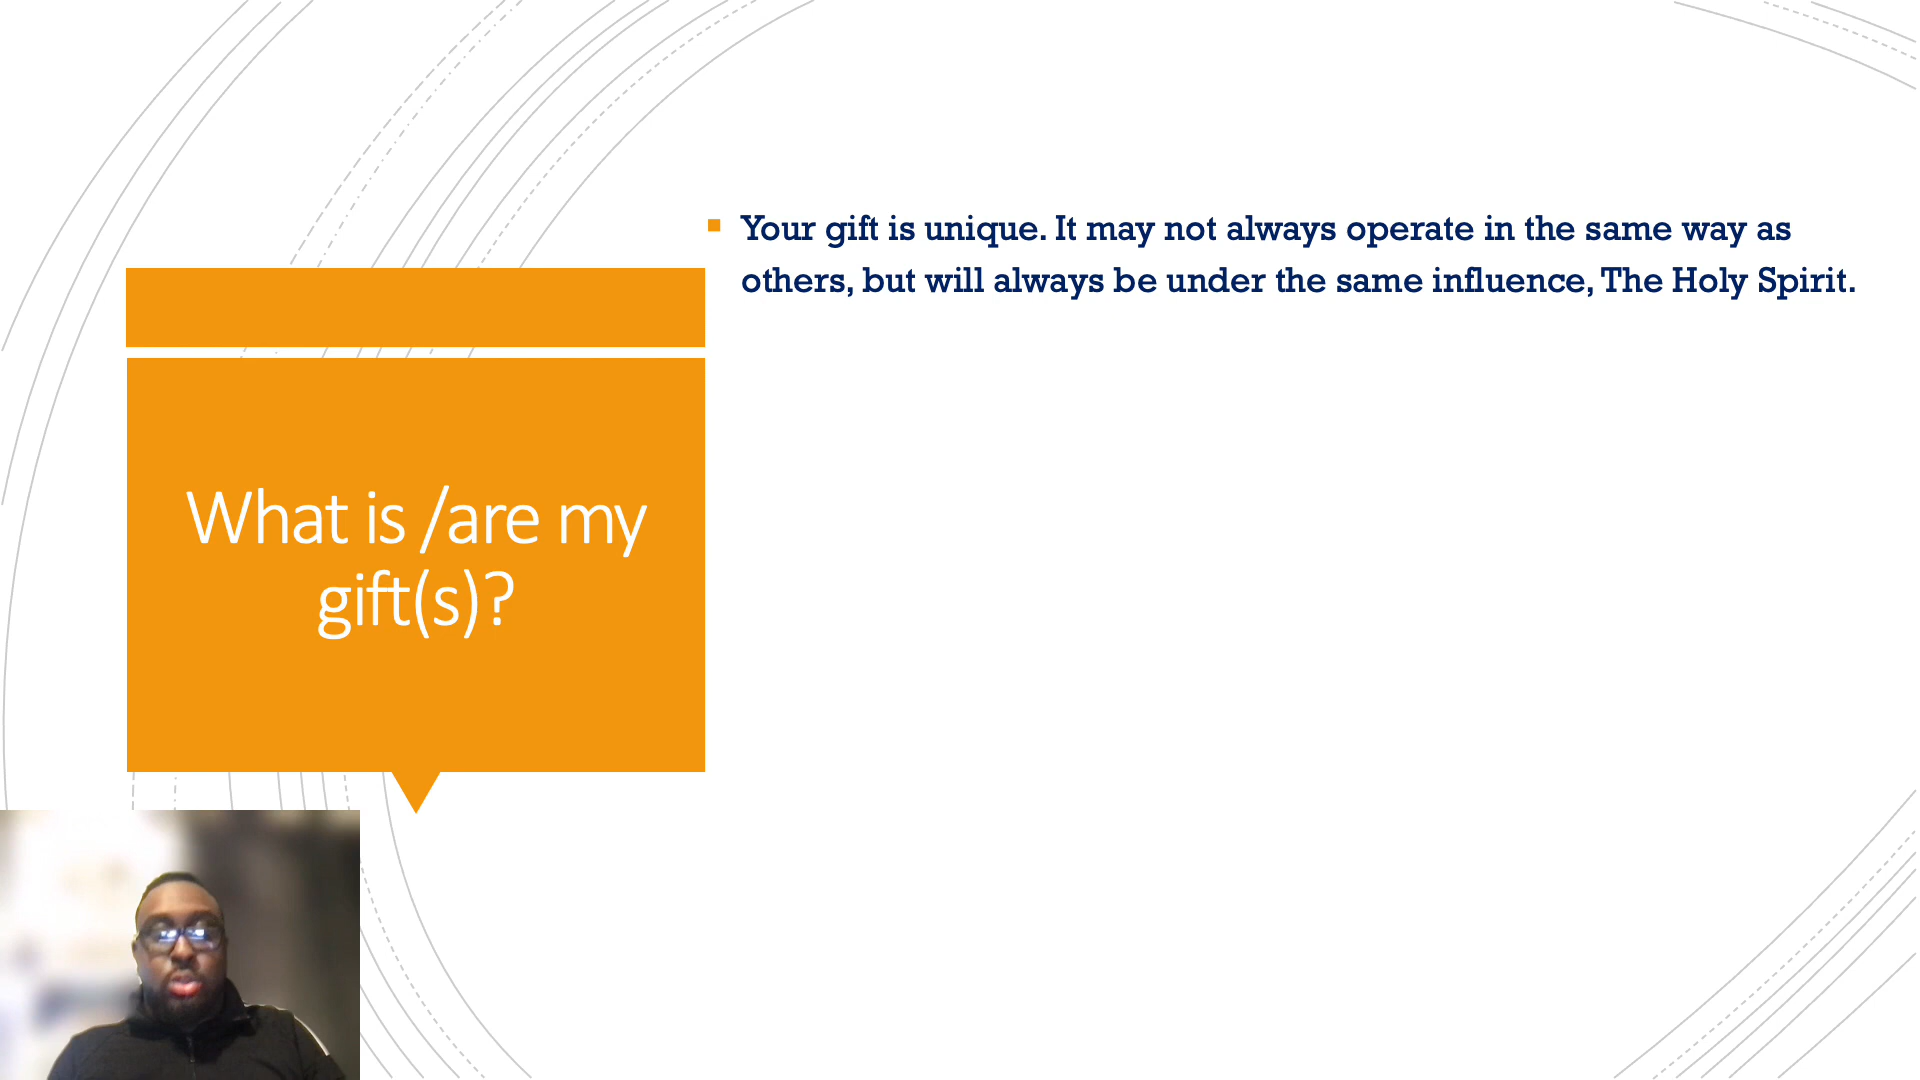 What is /are my
gift(s)?
Your gift is unique. It may not always operate in the same way as
others, but will always be under the same influence, The Holy Spirit.